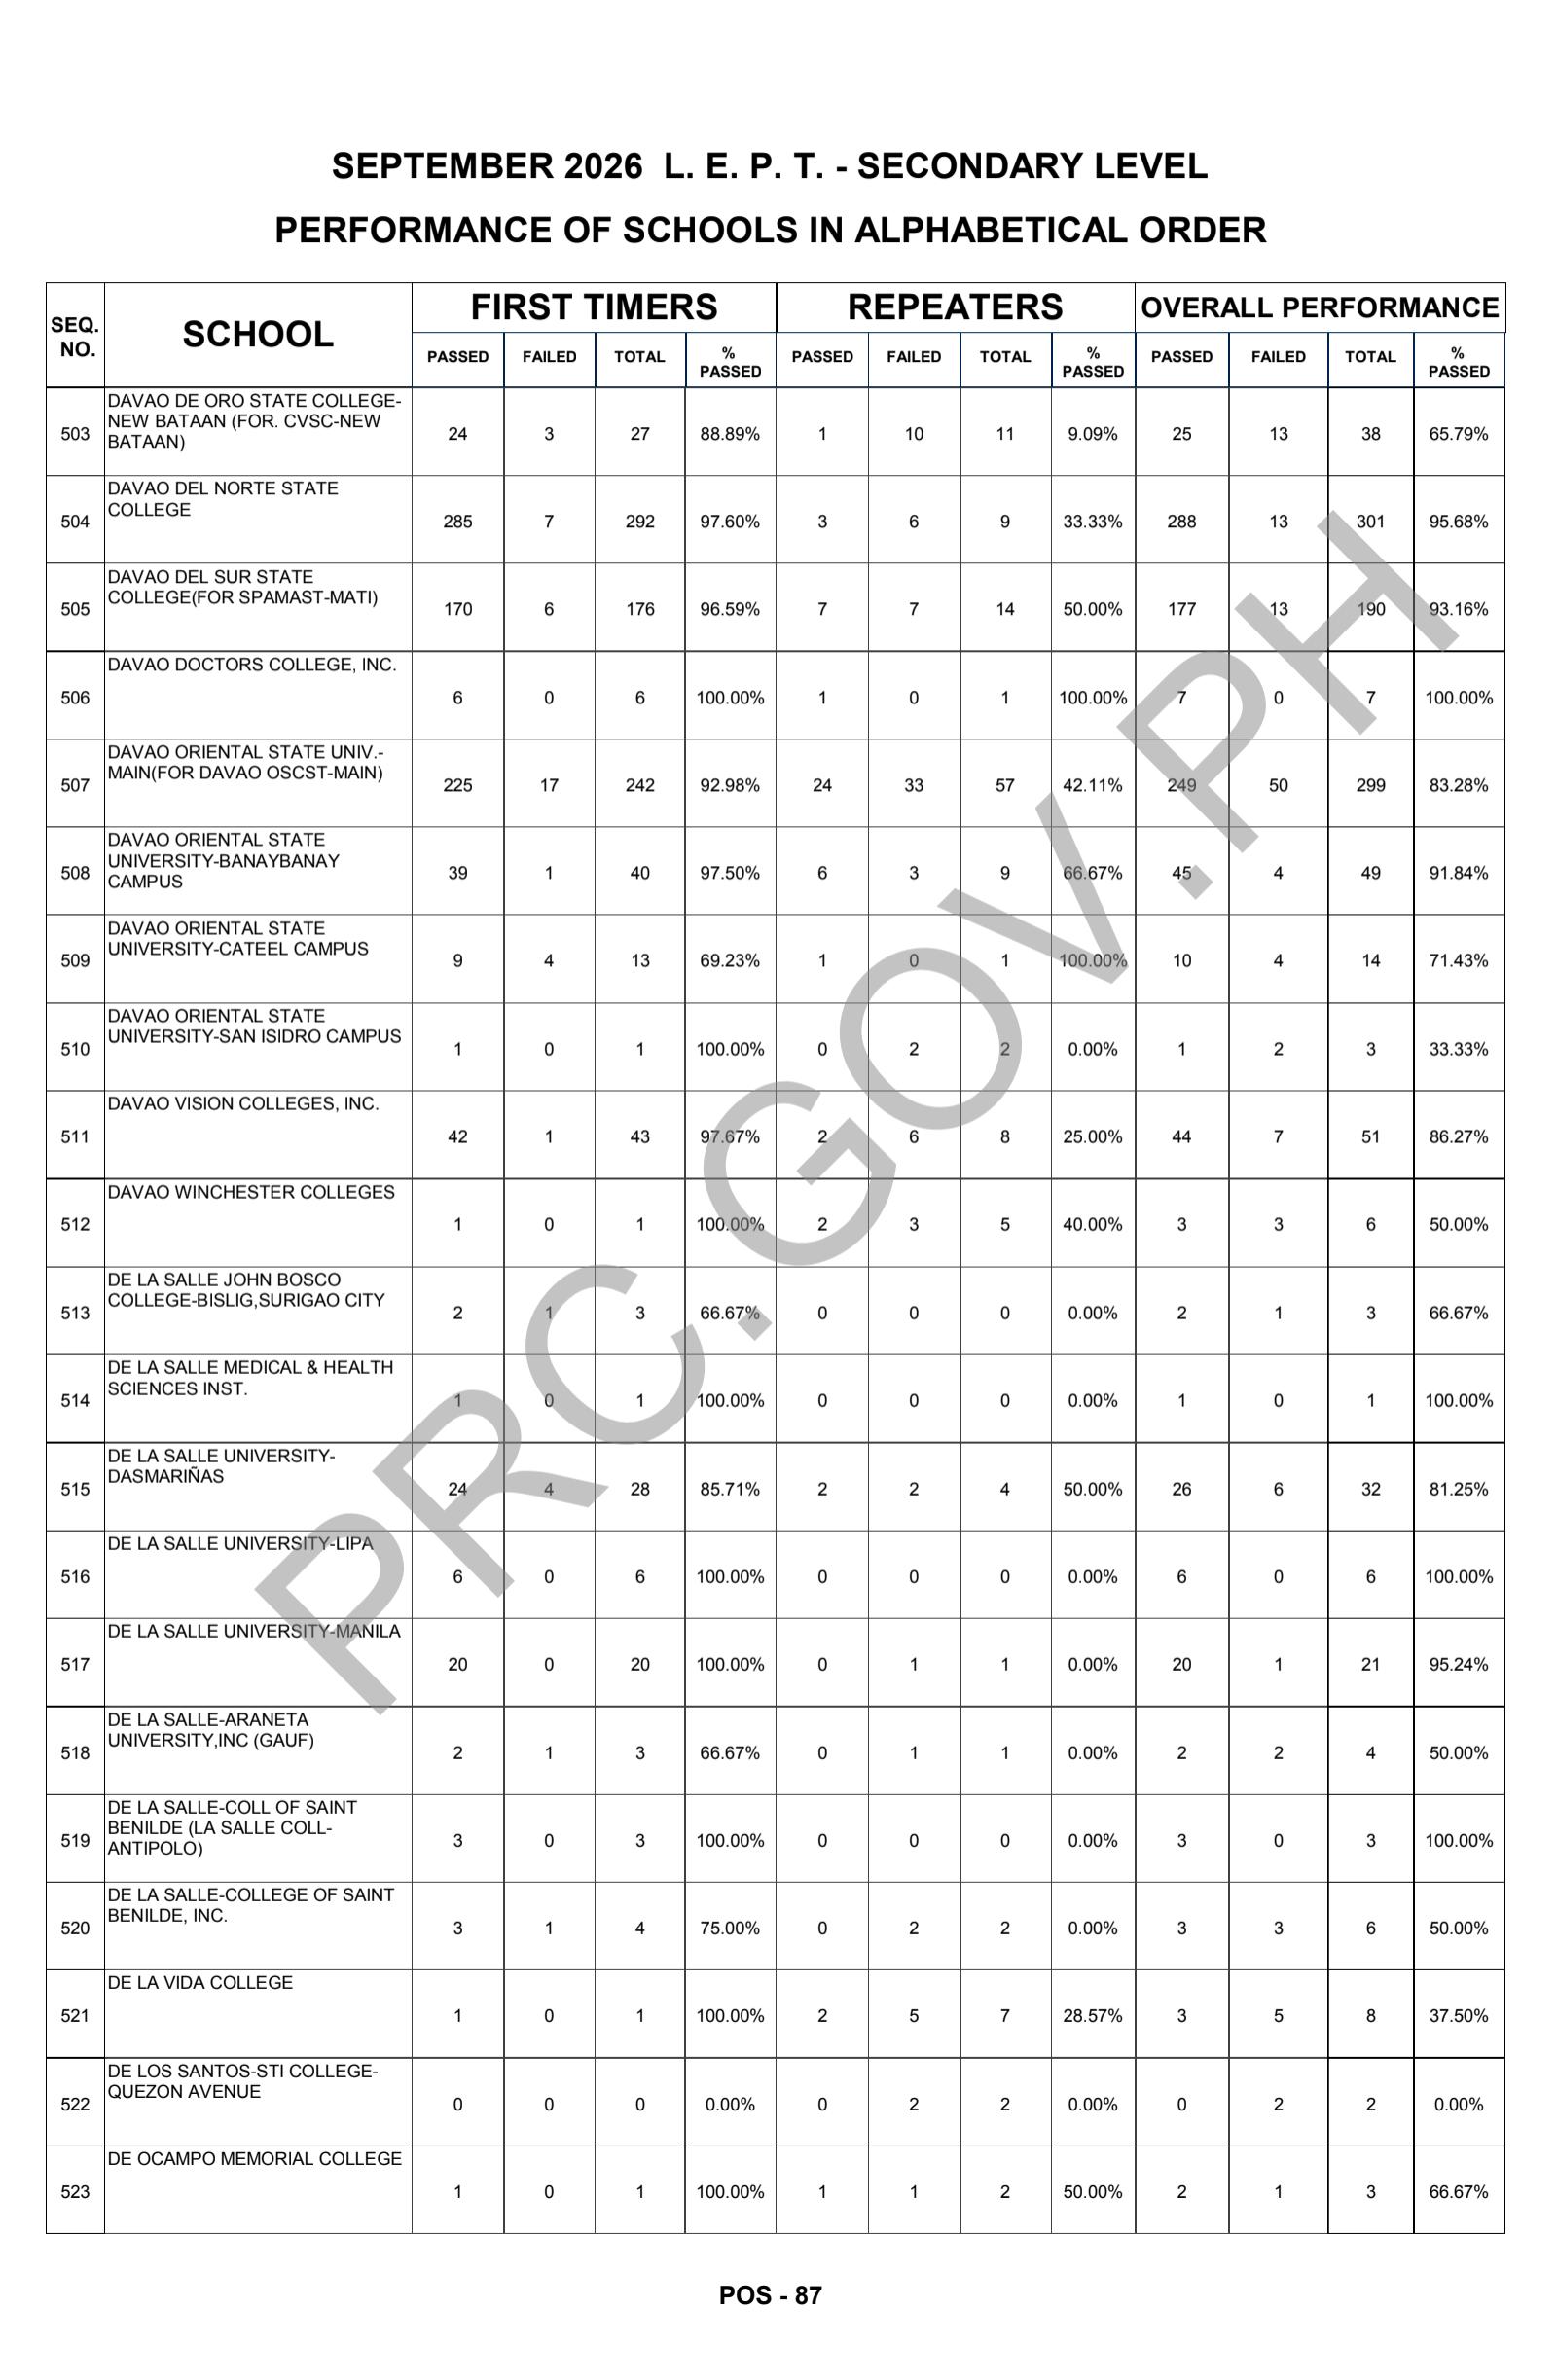 SEPTEMBER 2026 L. E. P. T. - SECONDARY LEVEL
PERFORMANCE OF SCHOOLS IN ALPHABETICAL ORDER
SEQ. NO. SCHOOL FIRST TIMERS REPEATERS OVERALL PERFORMANCE
PASSED FAILED TOTAL % PASSED PASSED FAILED TOTAL % PASSED PASSED FAILED TOTAL % PASSED
503 DAVAO DE ORO STATE COLLEGE-
NEW BATAAN (FOR. CVSC-NEW
BATAAN)
24 3 27 88.89% 1 10 11 9.09% 25 13 38 65.79%
504 DAVAO DEL NORTE STATE
COLLEGE
285 7 292 97.60% 3 6 9 33.33% 288 13 301 95.68%
505 DAVAO DEL SUR STATE
COLLEGE(FOR SPAMAST-MATI)
170 6 176 96.59% 7 7 14 50.00% 177 13 190 93.16%
506 DAVAO DOCTORS COLLEGE, INC.
6 0 6 100.00% 1 0 1 100.00% 7 0 7 100.00%
507 DAVAO ORIENTAL STATE UNIV.-
MAIN(FOR DAVAO OSCST-MAIN)
225 17 242 92.98% 24 33 57 42.11% 249 50 299 83.28%
508 DAVAO ORIENTAL STATE
UNIVERSITY-BANAYBANAY
CAMPUS
39 1 40 97.50% 6 3 9 66.67% 45 4 49 91.84%
509 DAVAO ORIENTAL STATE
UNIVERSITY-CATEEL CAMPUS
9 4 13 69.23% 1 0 1 100.00% 10 4 14 71.43%
510 DAVAO ORIENTAL STATE
UNIVERSITY-SAN ISIDRO CAMPUS
1 0 1 100.00% 0 2 2 0.00% 1 2 3 33.33%
511 DAVAO VISION COLLEGES, INC.
42 1 43 97.67% 2 6 8 25.00% 44 7 51 86.27%
512 DAVAO WINCHESTER COLLEGES
1 0 1 100.00% 2 3 5 40.00% 3 3 6 50.00%
513 DE LA SALLE JOHN BOSCO
COLLEGE-BISLIG,SURIGAO CITY
2 1 3 66.67% 0 0 0 0.00% 2 1 3 66.67%
514 DE LA SALLE MEDICAL & HEALTH
SCIENCES INST.
1 0 1 100.00% 0 0 0 0.00% 1 0 1 100.00%
515 DE LA SALLE UNIVERSITY-
DASMARIÑAS
24 4 28 85.71% 2 2 4 50.00% 26 6 32 81.25%
516 DE LA SALLE UNIVERSITY-LIPA
6 0 6 100.00% 0 0 0 0.00% 6 0 6 100.00%
517 DE LA SALLE UNIVERSITY-MANILA
20 0 20 100.00% 0 1 1 0.00% 20 1 21 95.24%
518 DE LA SALLE-ARANETA
UNIVERSITY,INC (GAUF)
2 1 3 66.67% 0 1 1 0.00% 2 2 4 50.00%
519 DE LA SALLE-COLL OF SAINT
BENILDE (LA SALLE COLL-
ANTIPOLO)
3 0 3 100.00% 0 0 0 0.00% 3 0 3 100.00%
520 DE LA SALLE-COLLEGE OF SAINT
BENILDE, INC.
3 1 4 75.00% 0 2 2 0.00% 3 3 6 50.00%
521 DE LA VIDA COLLEGE
1 0 1 100.00% 2 5 7 28.57% 3 5 8 37.50%
522 DE LOS SANTOS-STI COLLEGE-
QUEZON AVENUE
0 0 0 0.00% 0 2 2 0.00% 0 2 2 0.00%
523 DE OCAMPO MEMORIAL COLLEGE
1 0 1 100.00% 1 1 2 50.00% 2 1 3 66.67%
PRC.GOV.PH
POS - 87